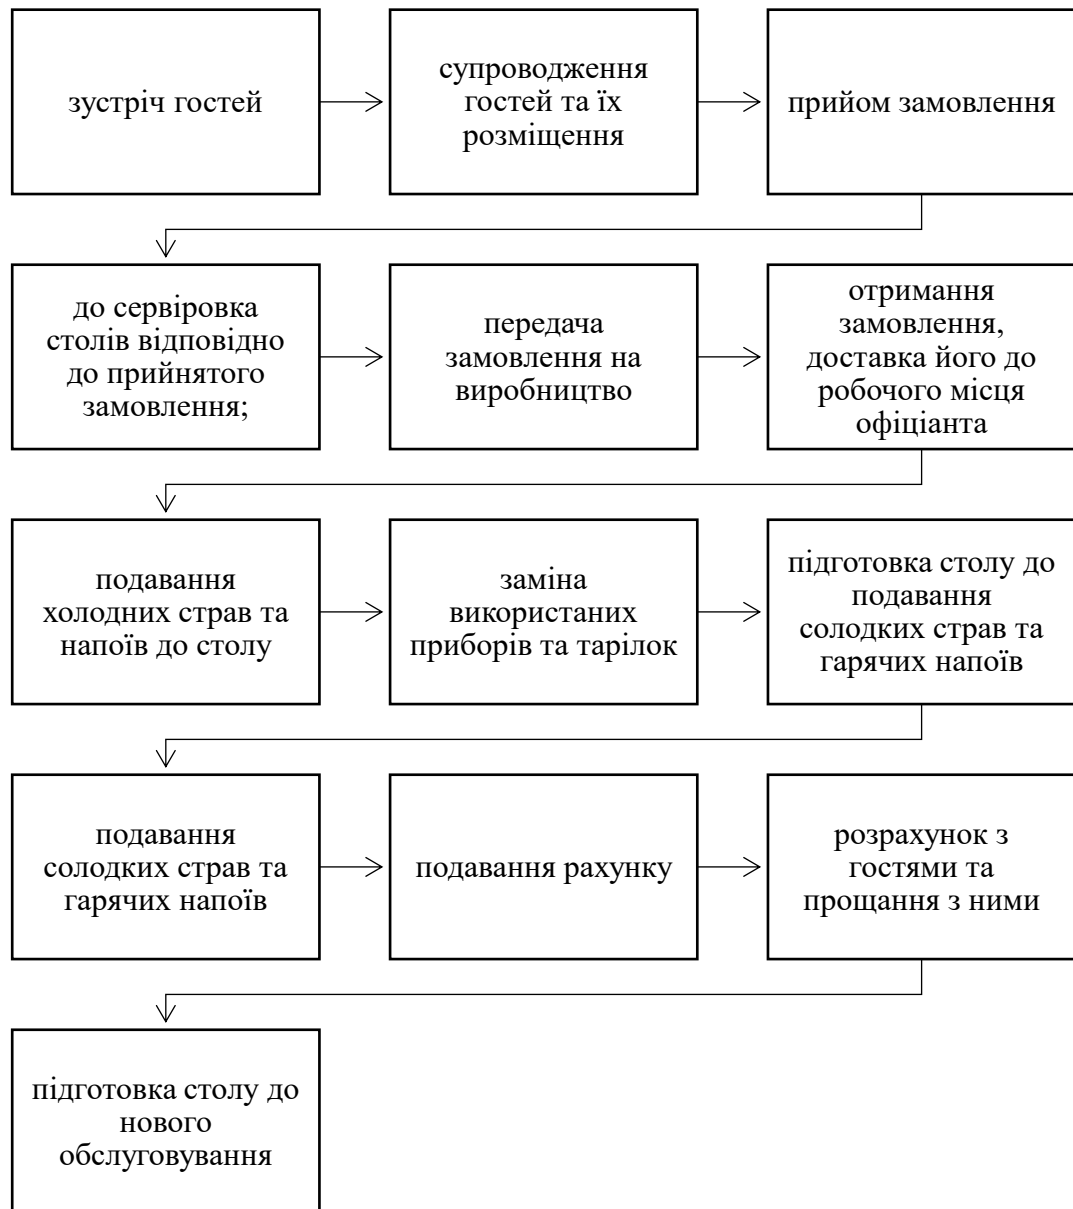 зустріч гостей
супроводження
гостей та їх
розміщення
прийом замовлення
до сервіровка
столів відповідно
до прийнятого
замовлення;
передача
замовлення на
виробництво
отримання
замовлення,
доставка його до
робочого місця
офіціанта
подавання
холодних страв та
напоїв до столу
заміна
використаних
приборів та тарілок
підготовка столу до
подавання
солодких страв та
гарячих напоїв
подавання
солодких страв та
гарячих напоїв
подавання рахунку
розрахунок з
гостями та
прощання з ними
підготовка столу до
нового
обслуговування